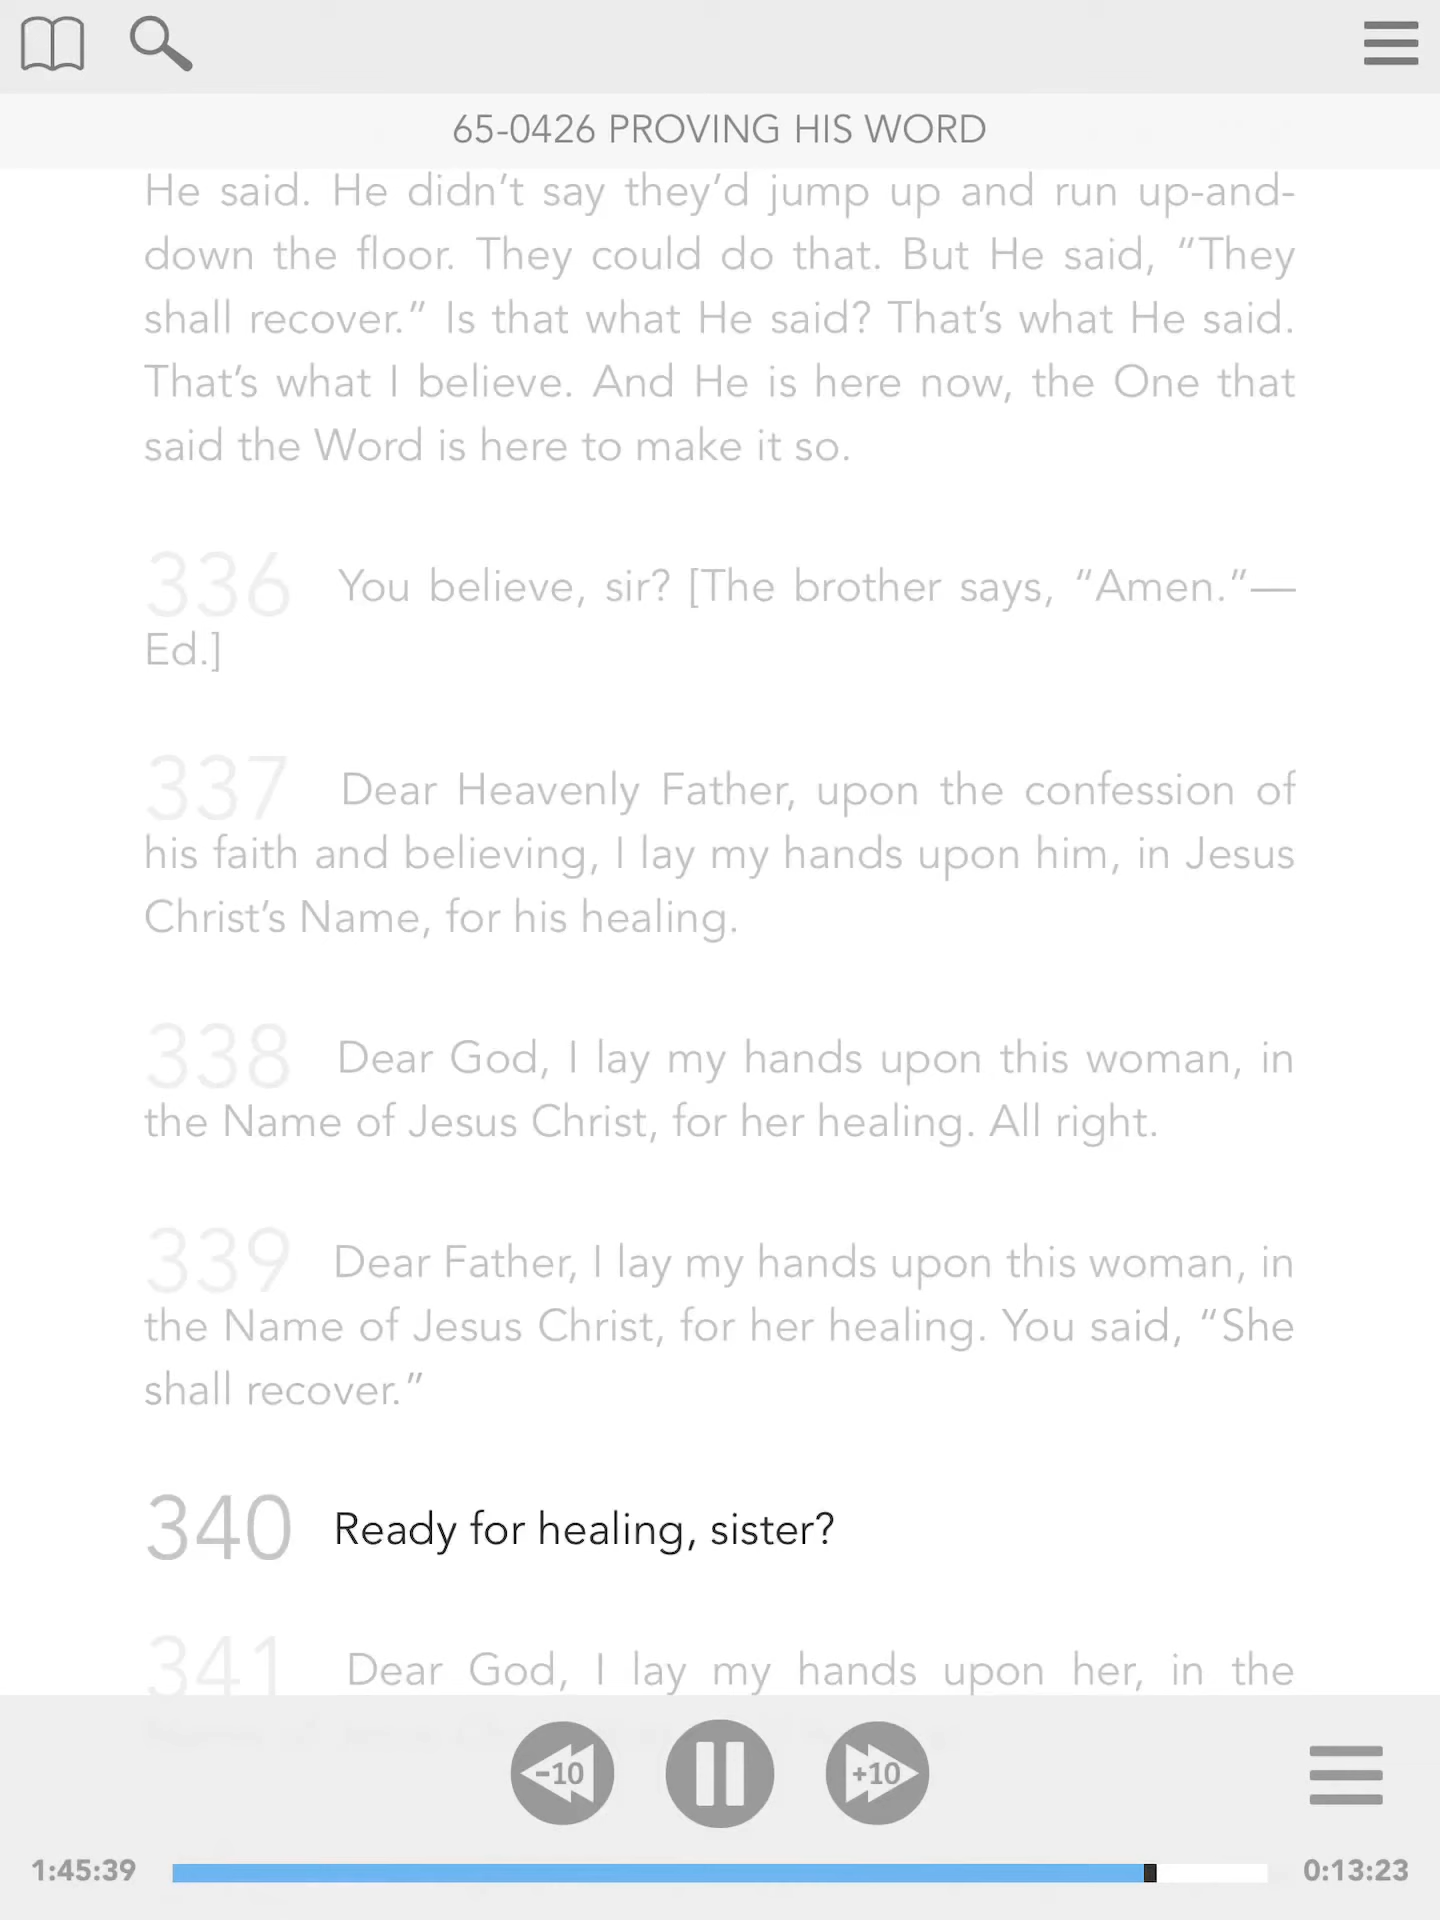 65-0426 PROVING HIS WORD
He said. He didn’t say they’d jump up and run up-and-
down the floor. They could do that. But He said, “They
shall recover.” Is that what He said? That’s what He said.
That’s what I believe. And He is here now, the One that
said the Word is here to make it so.
336 You believe, sir? [The brother says, “Amen.”—
Ed.]
337 Dear Heavenly Father, upon the confession of
his faith and believing, I lay my hands upon him, in Jesus
Christ’s Name, for his healing.
338 Dear God, I lay my hands upon this woman, in
the Name of Jesus Christ, for her healing. All right.
339 Dear Father, I lay my hands upon this woman, in
the Name of Jesus Christ, for her healing. You said, “She
shall recover.”
340 Ready for healing, sister?
341 Dear God, I lay my hands upon her, in the
-10 +10
1:45:39 0:13:23